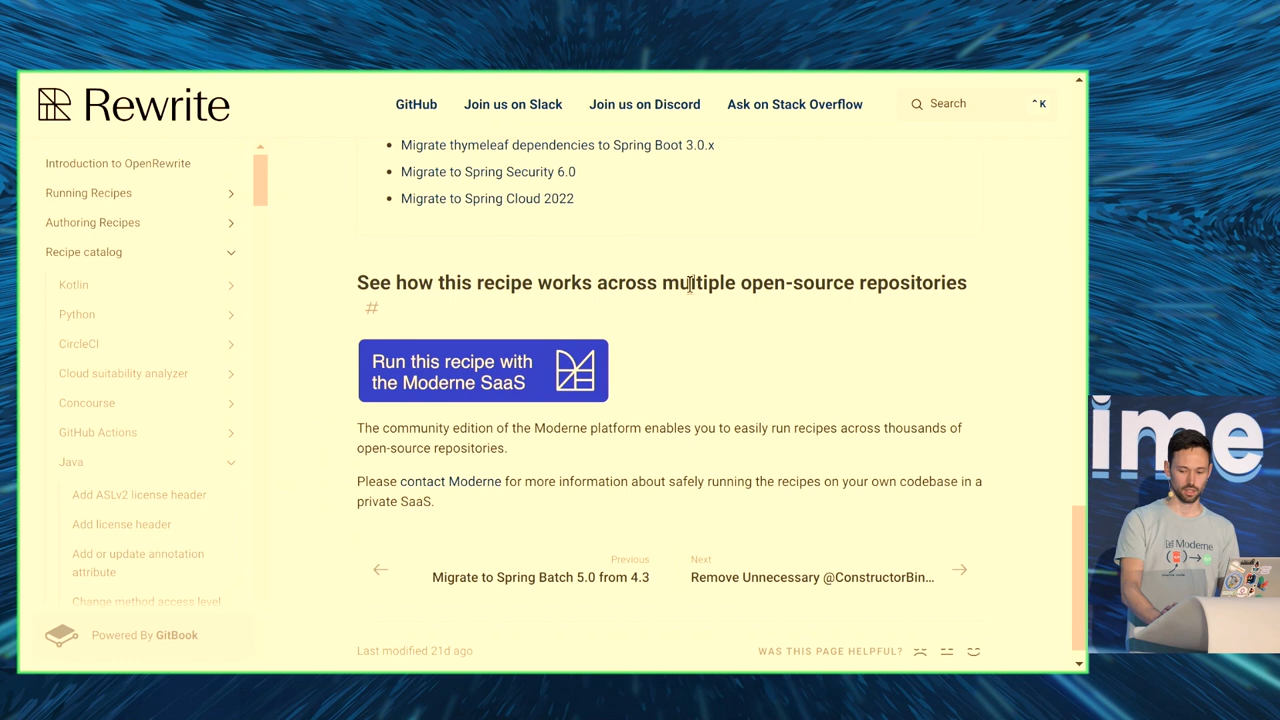 Rewrite
GitHub
Join us on Slack
Join us on Discord
Ask on Stack Overflow
Search
⌃ K
Introduction to OpenRewrite
Running Recipes
Authoring Recipes
Recipe catalog
Kotlin
Python
CircleCI
Cloud suitability analyzer
Concourse
GitHub Actions
Java
Add ASLv2 license header
Add license header
Add or update annotation
attribute
Change method access level
Powered By GitBook
Migrate thymeleaf dependencies to Spring Boot 3.0.x
Migrate to Spring Security 6.0
Migrate to Spring Cloud 2022
See how this recipe works across multiple open-source repositories
#
Run this recipe with
the Moderne SaaS
The community edition of the Moderne platform enables you to easily run recipes across thousands of
open-source repositories.
Please contact Moderne for more information about safely running the recipes on your own codebase in a
private SaaS.
Previous
Migrate to Spring Batch 5.0 from 4.3
Next
Remove Unnecessary @ConstructorBin...
Last modified 21d ago
WAS THIS PAGE HELPFUL?
ime
Moderne